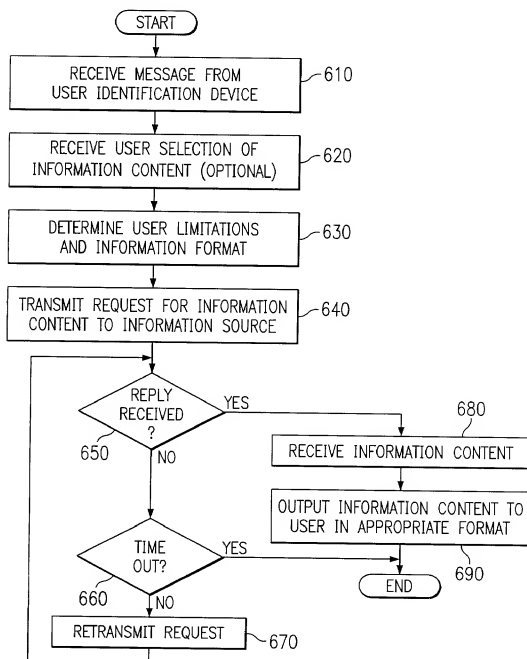 START
RECEIVE MESSAGE FROM
USER IDENTIFICATION DEVICE
610
RECEIVE USER SELECTION OF
INFORMATION CONTENT (OPTIONAL)
620
DETERMINE USER LIMITATIONS
AND INFORMATION FORMAT
630
TRANSMIT REQUEST FOR INFORMATION
CONTENT TO INFORMATION SOURCE
640
REPLY
RECEIVED
?
650
YES
NO
680
RECEIVE INFORMATION CONTENT
OUTPUT INFORMATION CONTENT TO
USER IN APPROPRIATE FORMAT
690
TIME
OUT?
660
YES
NO
END
RETRANSMIT REQUEST
670